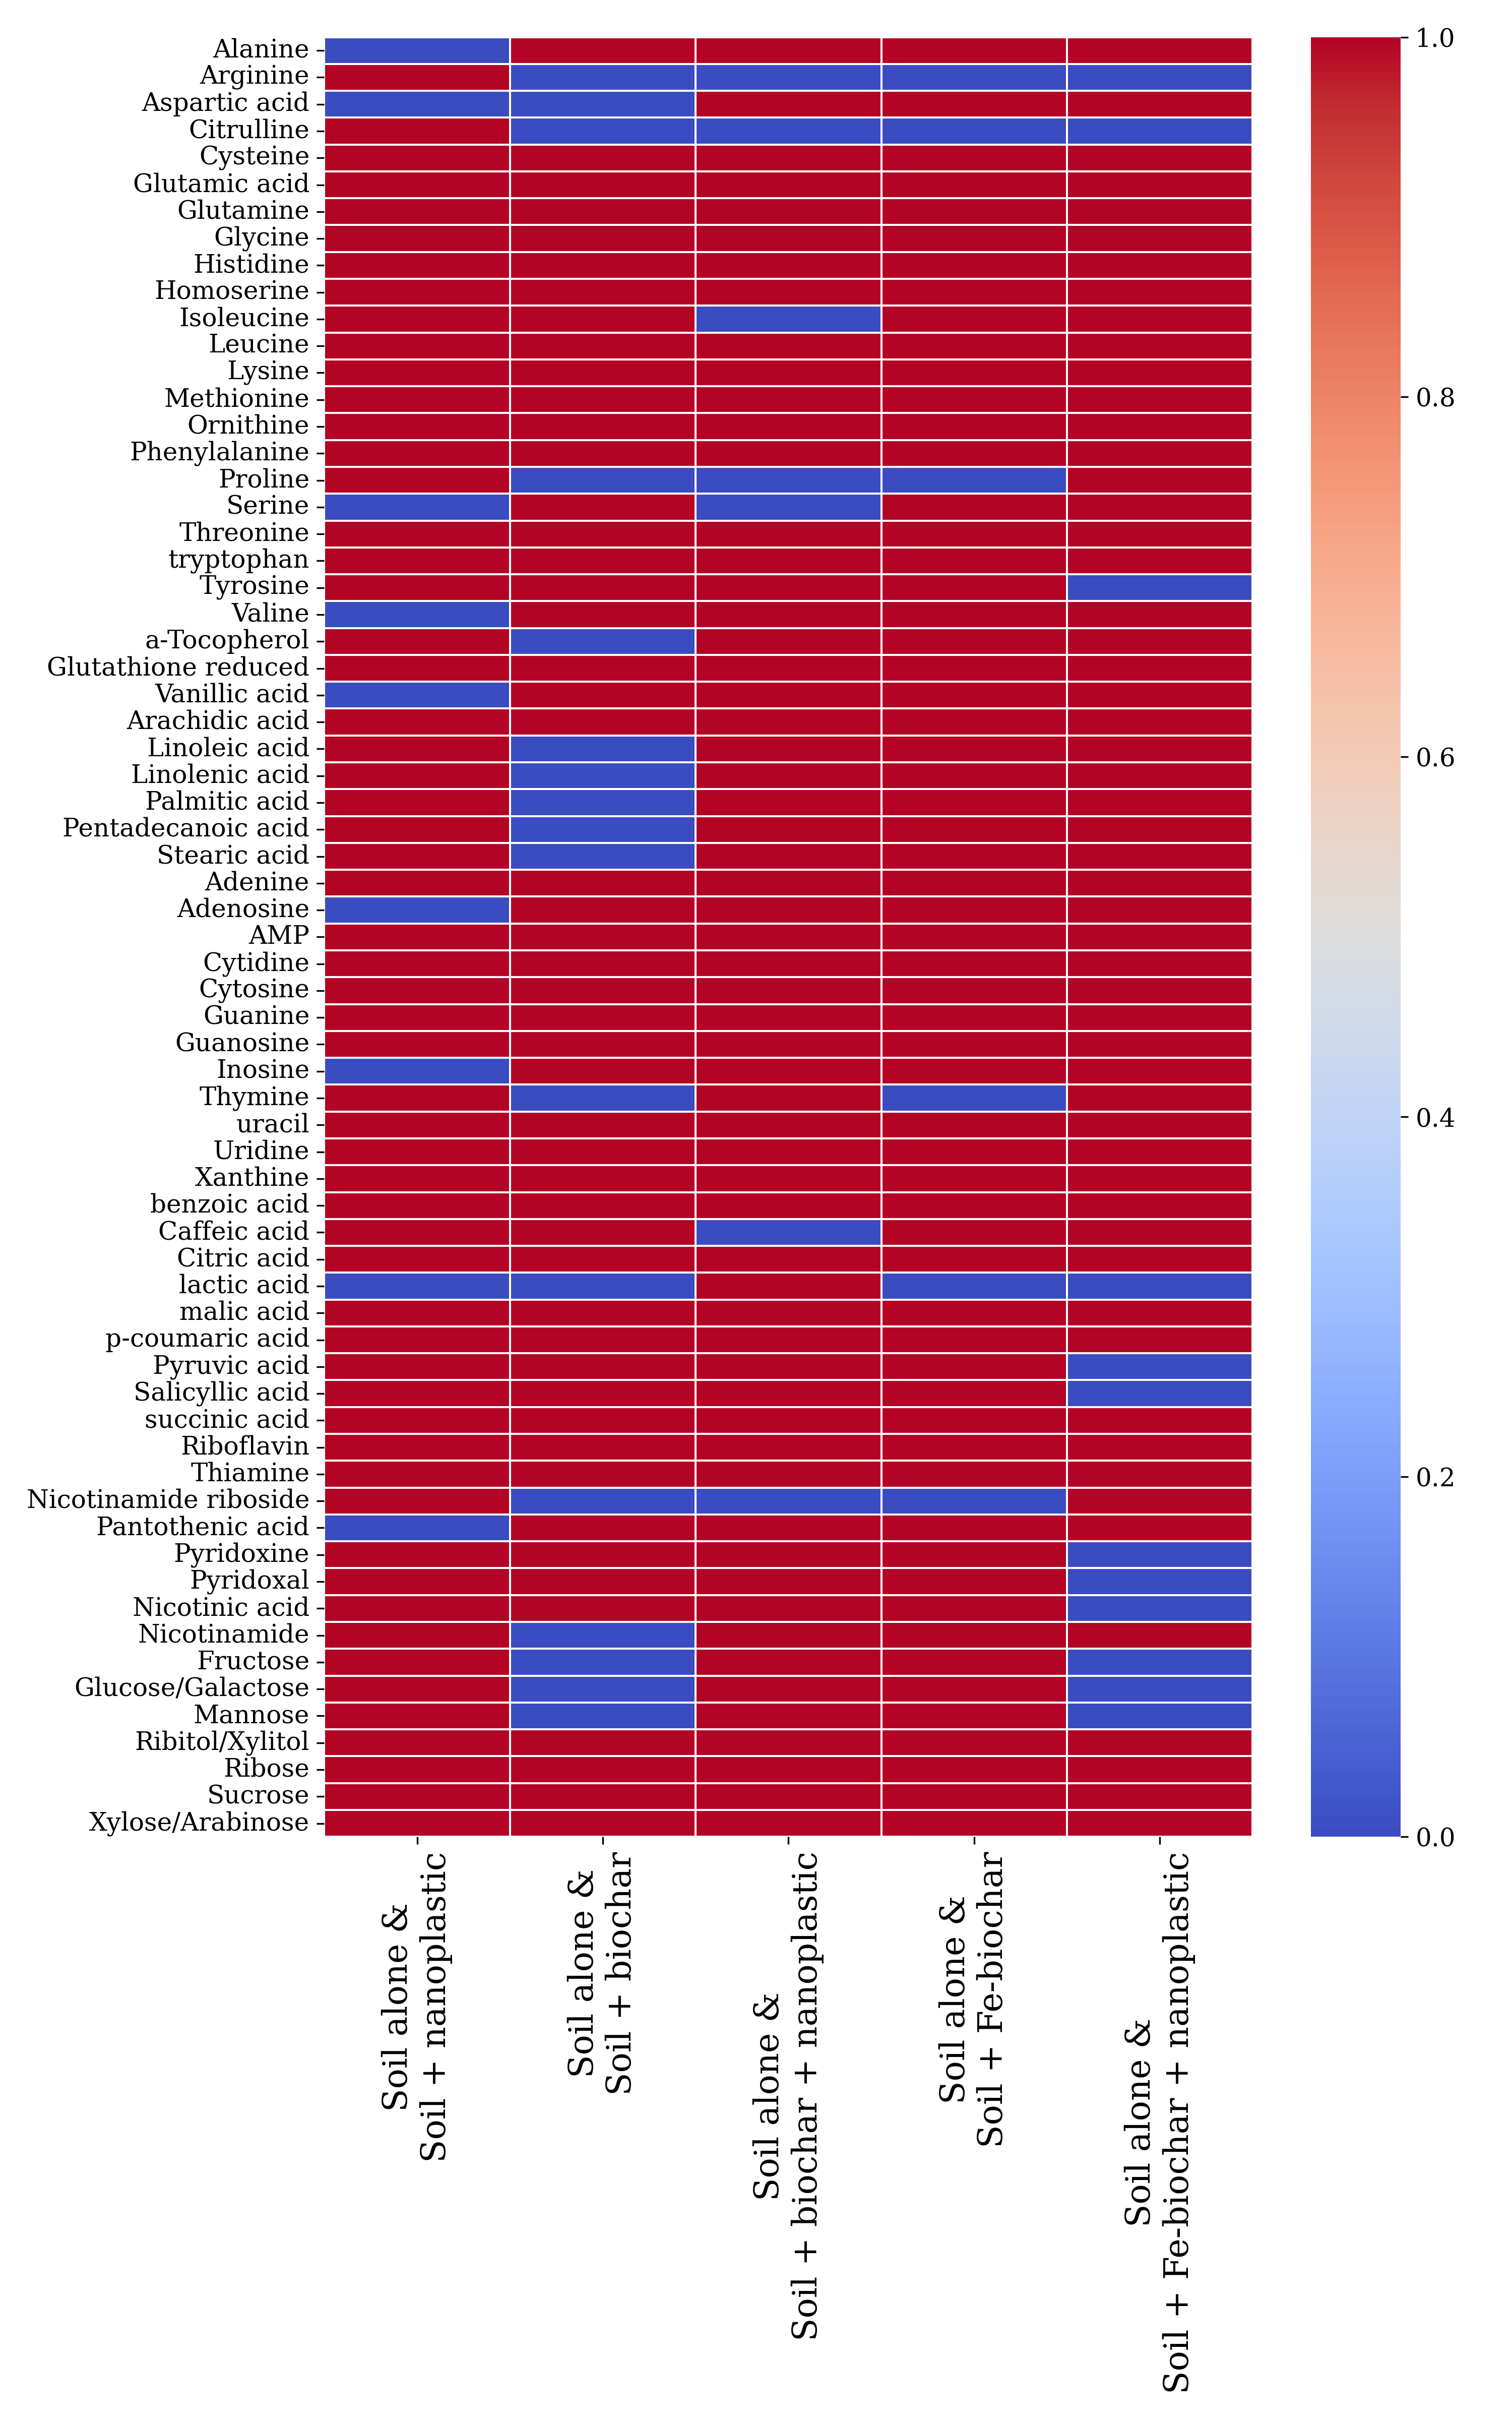 Alanine
Arginine
Aspartic acid
Citrulline
Cysteine
Glutamic acid
Glutamine
Glycine
Histidine
Homoserine
Isoleucine
Leucine
Lysine
Methionine
Ornithine
Phenylalanine
Proline
Serine
Threonine
tryptophan
Tyrosine
Valine
a-Tocopherol
Glutathione reduced
Vanillic acid
Arachidic acid
Linoleic acid
Linolenic acid
Palmitic acid
Pentadecanoic acid
Stearic acid
Adenine
Adenosine
AMP
Cytidine
Cytosine
Guanine
Guanosine
Inosine
Thymine
uracil
Uridine
Xanthine
benzoic acid
Caffeic acid
Citric acid
lactic acid
malic acid
p-coumaric acid
Pyruvic acid
Salicyllic acid
succinic acid
Riboflavin
Thiamine
Nicotinamide riboside
Pantothenic acid
Pyridoxine
Pyridoxal
Nicotinic acid
Nicotinamide
Fructose
Glucose/Galactose
Mannose
Ribitol/Xylitol
Ribose
Sucrose
Xylose/Arabinose
Soil alone &
Soil + nanoplastic
Soil alone &
Soil + biochar
Soil alone &
Soil + biochar + nanoplastic
Soil alone &
Soil + Fe-biochar
Soil alone &
Soil + Fe-biochar + nanoplastic
1.0
0.8
0.6
0.4
0.2
0.0